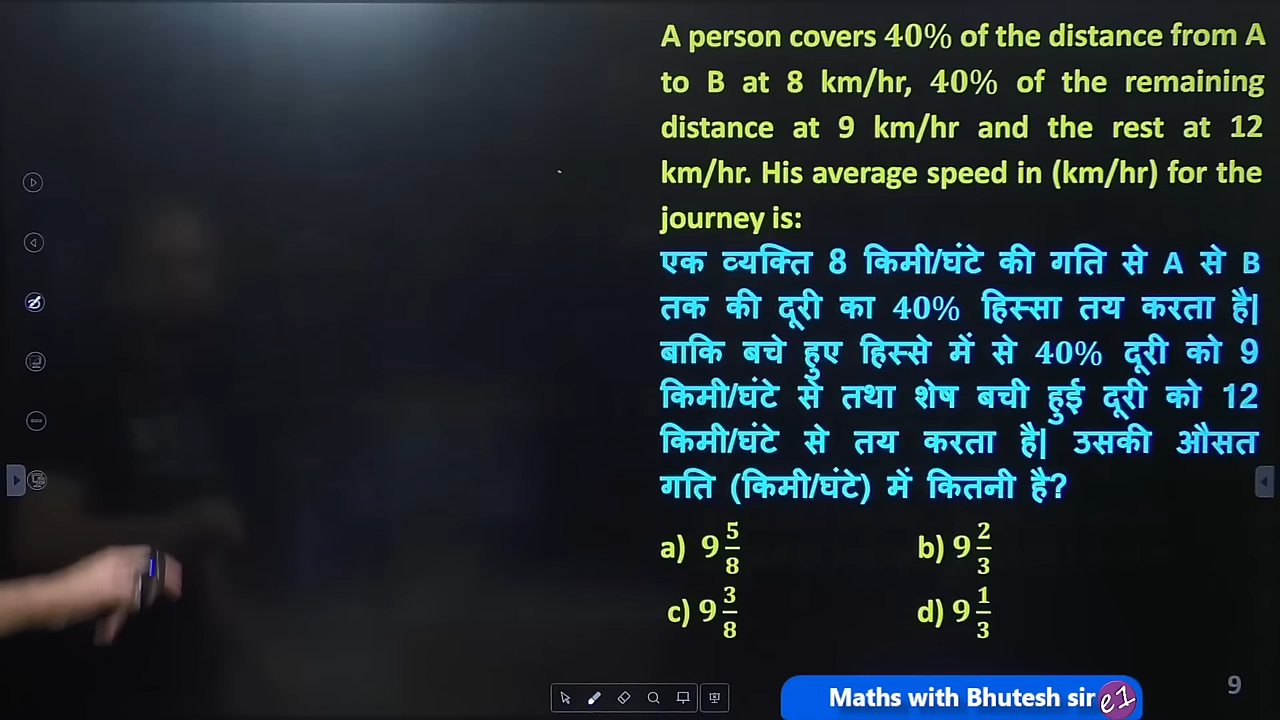 A person covers 40% of the distance from A
to B at 8 km/hr, 40% of the remaining
distance at 9 km/hr and the rest at 12
km/hr. His average speed in (km/hr) for the
journey is:
एक व्यक्ति 8 किमी/घंटे की गति से A से B
तक की दूरी का 40% हिस्सा तय करता है|
बाकि बचे हुए हिस्से में से 40% दूरी को 9
किमी/घंटे से तथा शेष बची हुई दूरी को 12
किमी/घंटे से तय करता है| उसकी औसत
गति (किमी/घंटे) में कितनी है?
a) 9 5/8 b) 9 2/3
c) 9 3/8 d) 9 1/3
Maths with Bhutesh sir e1
9